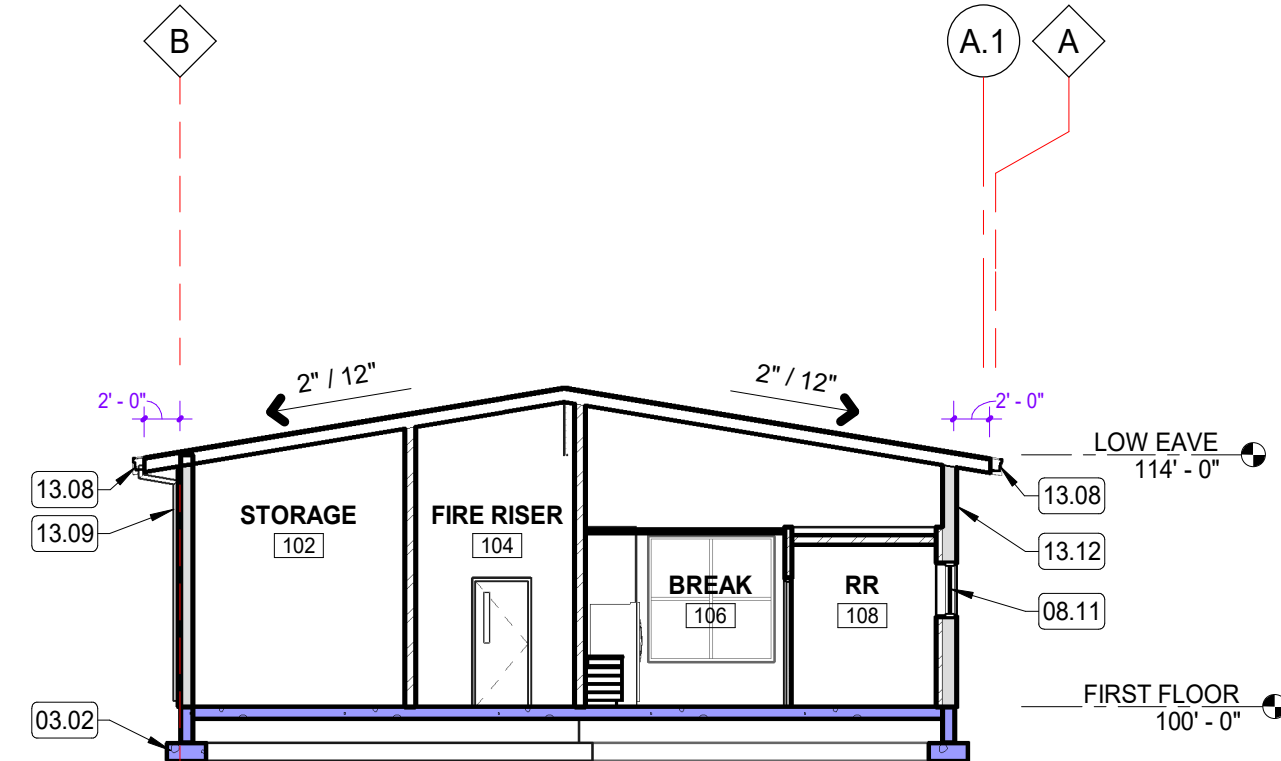 B
A.1
A
2" / 12"
2" / 12"
2' - 0"
2' - 0"
LOW EAVE
114' - 0"
13.08
13.08
13.09
STORAGE
102
FIRE RISER
104
13.12
BREAK
106
RR
108
08.11
FIRST FLOOR
100' - 0"
03.02